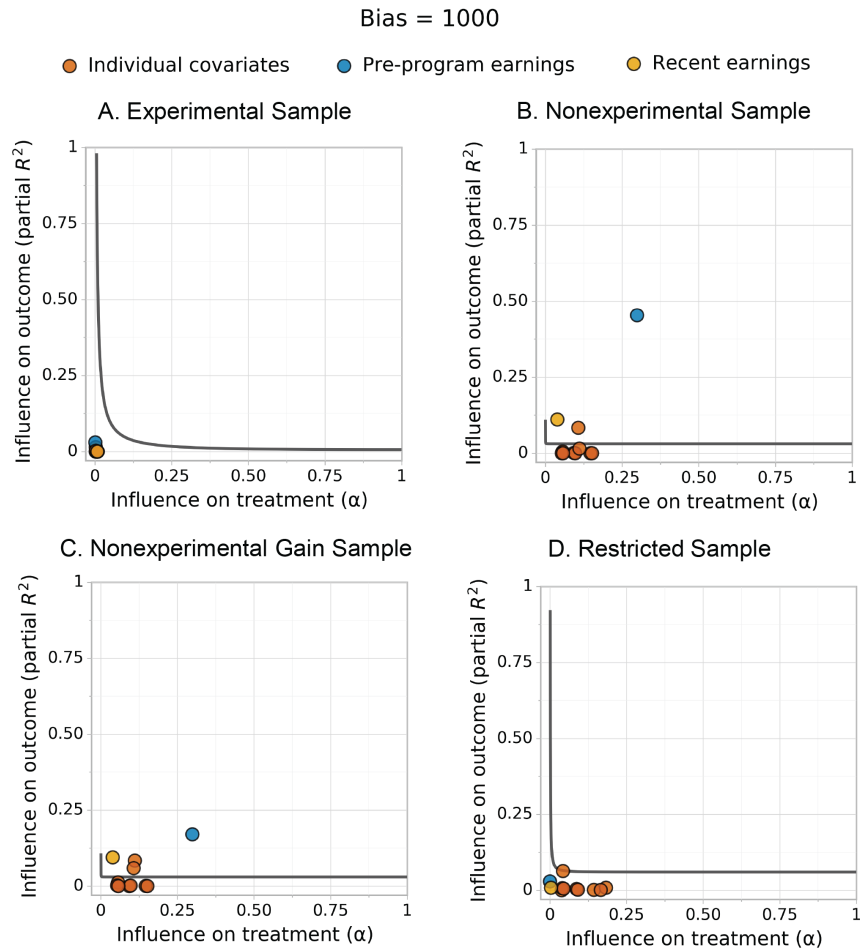 Bias = 1000
Individual covariates
Pre-program earnings
Recent earnings
A. Experimental Sample
B. Nonexperimental Sample
Influence on outcome (partial R²)
1
0.75
0.50
0.25
0
0
0.25
0.50
0.75
1
Influence on treatment (α)
Influence on outcome (partial R²)
1
0.75
0.50
0.25
0
0
0.25
0.50
0.75
1
Influence on treatment (α)
C. Nonexperimental Gain Sample
D. Restricted Sample
Influence on outcome (partial R²)
1
0.75
0.50
0.25
0
0
0.25
0.50
0.75
1
Influence on treatment (α)
Influence on outcome (partial R²)
1
0.75
0.50
0.25
0
0
0.25
0.50
0.75
1
Influence on treatment (α)